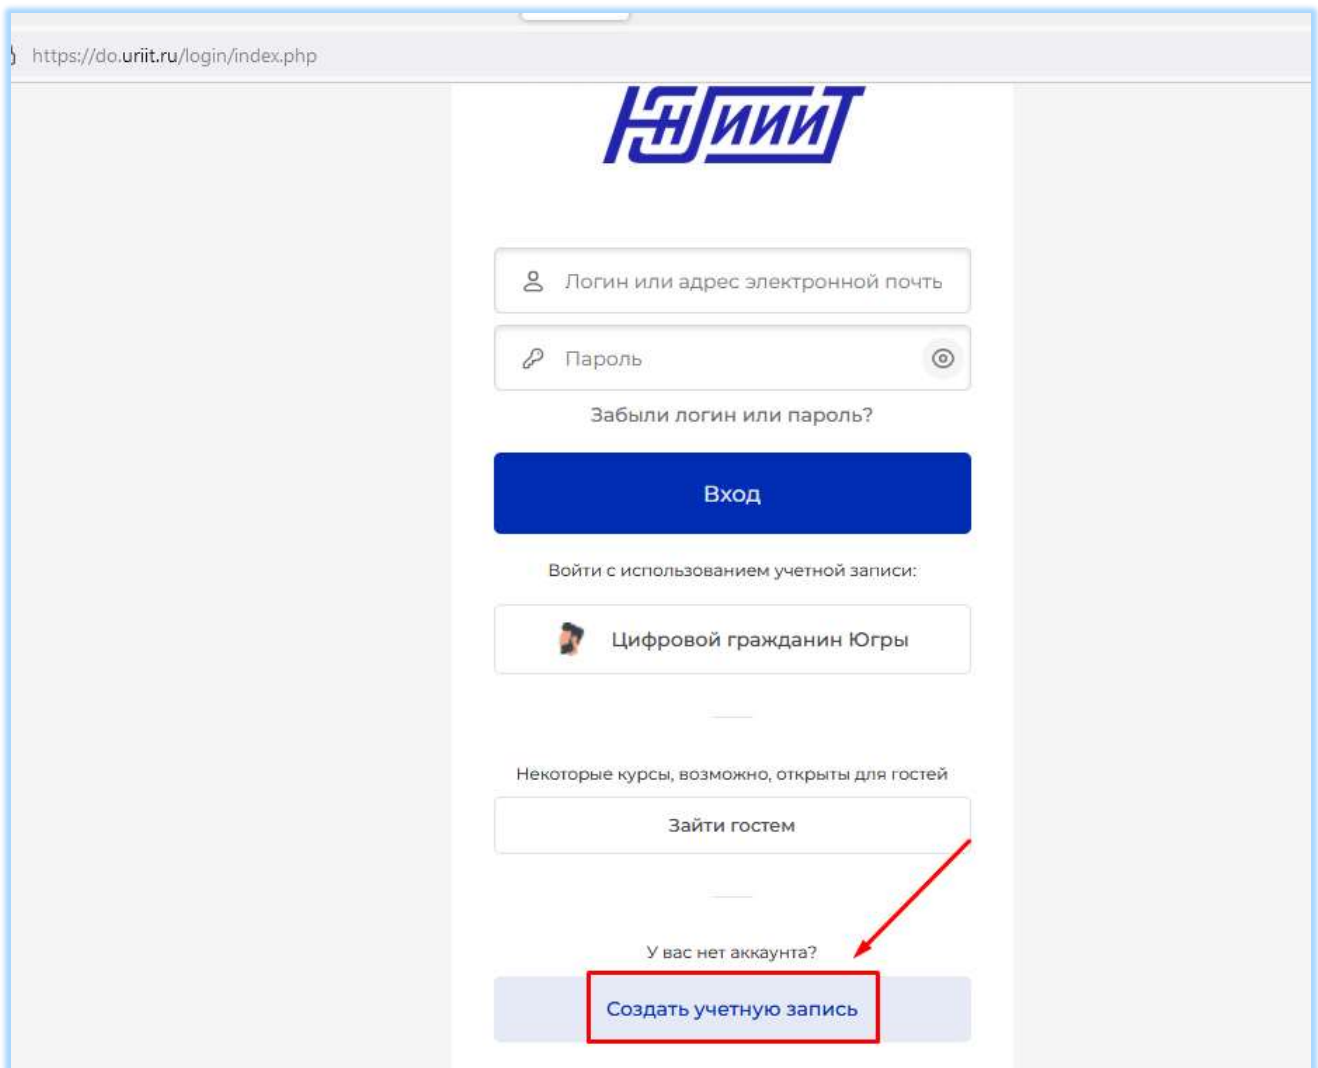 https://do.uriit.ru/login/index.php
ЮНИИИТ
Логин или адрес электронной почть
Пароль
Забыли логин или пароль?
Вход
Войти с использованием учетной записи:
Цифровой гражданин Югры
Некоторые курсы, возможно, открыты для гостей
Зайти гостем
У вас нет аккаунта?
Создать учетную запись